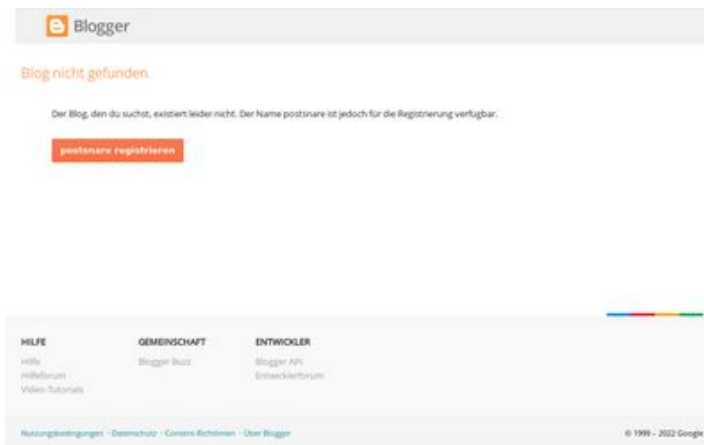 Blogger
Blog nicht gefunden.
Der Blog, den du suchst, existiert leider nicht. Der Name postsnare ist jedoch für die Registrierung verfügbar.
postsnare registrieren
HILFE GEMEINSCHAFT ENTWICKLER
Hilfe Blogger Buzz Blogger API
Hilfeforum Entwicklerforum
Video-Tutorials
Nutzungsbedingungen - Datenschutz - Content-Richtlinien - Über Blogger © 1999 – 2022 Google